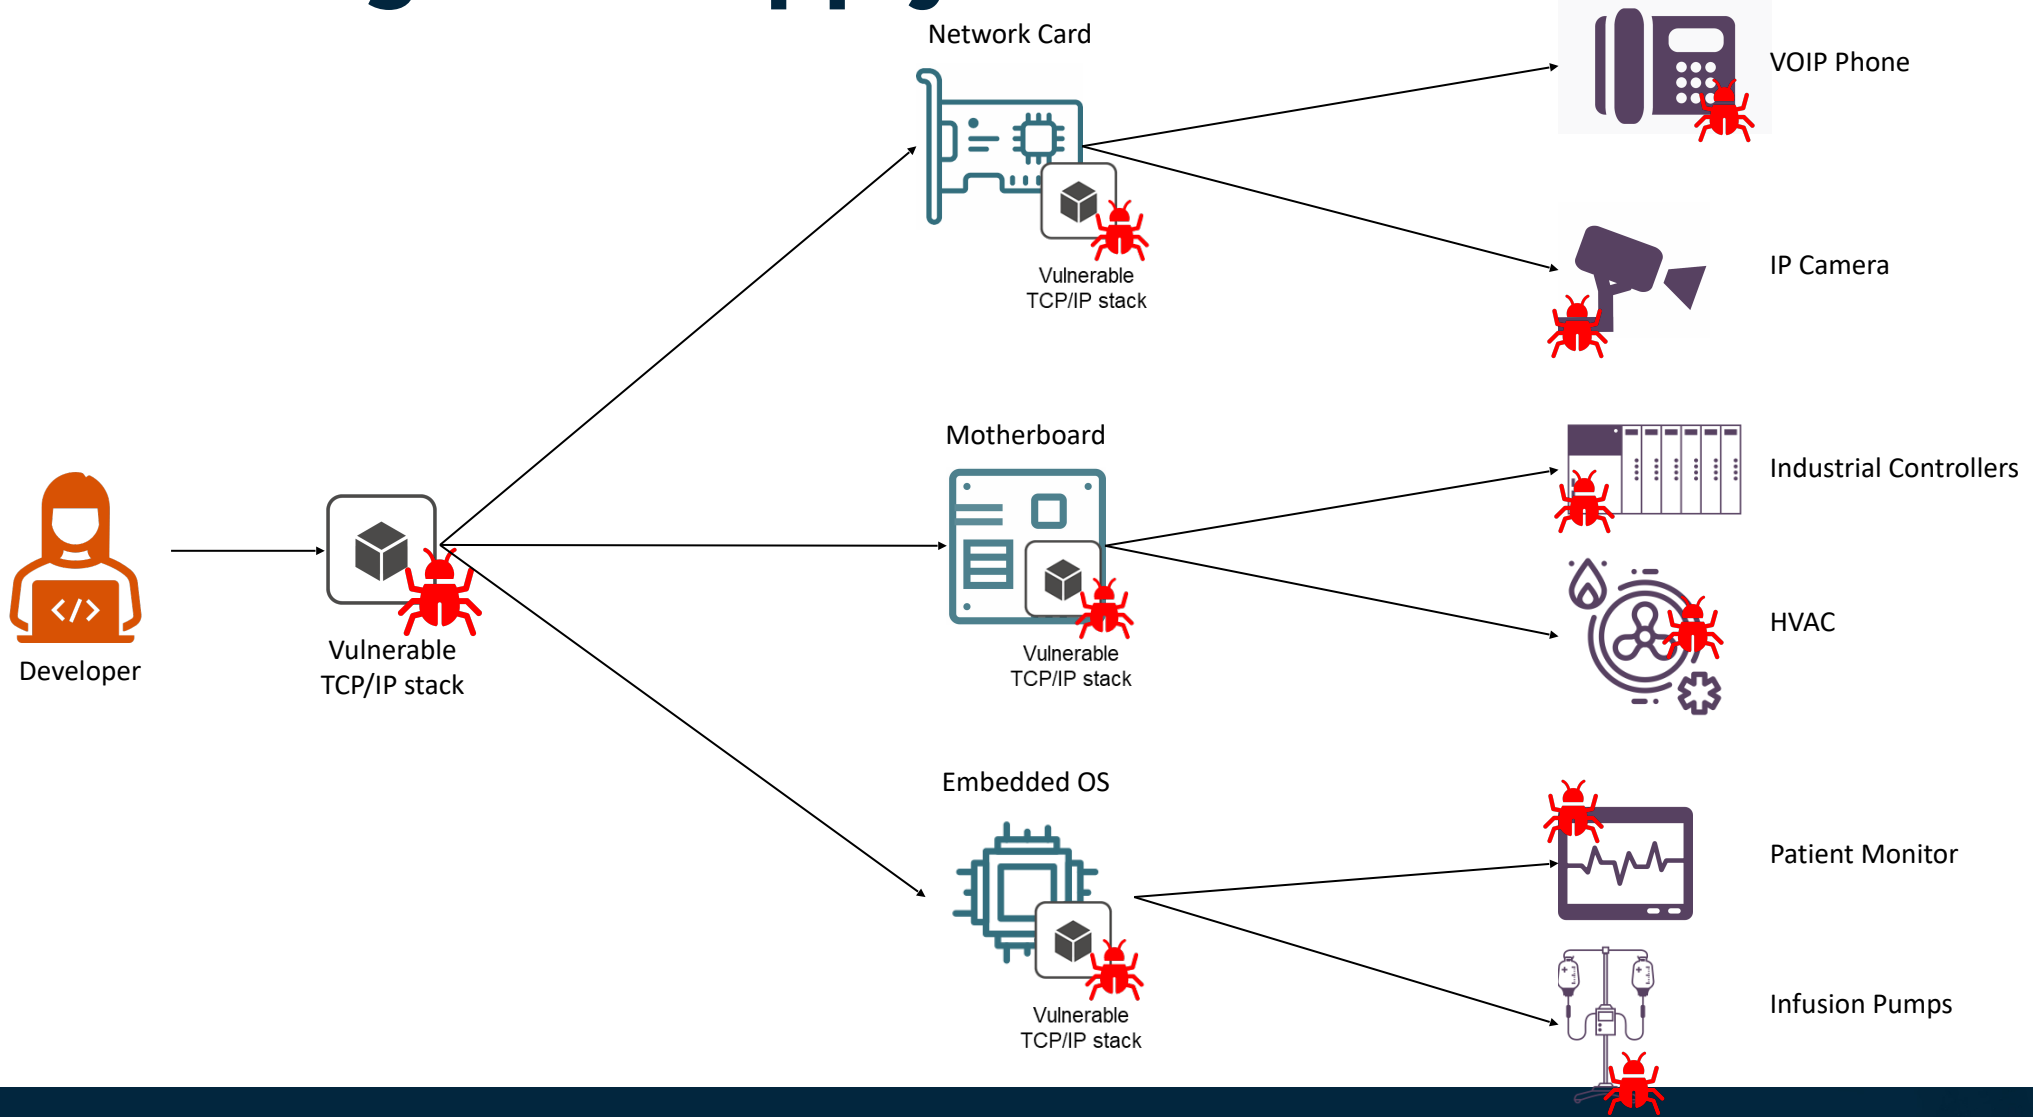 Network Card
VOIP Phone
Vulnerable
TCP/IP stack
IP Camera
Motherboard
Industrial Controllers
</>
Developer
Vulnerable
TCP/IP stack
Vulnerable
TCP/IP stack
HVAC
Embedded OS
Patient Monitor
Vulnerable
TCP/IP stack
Infusion Pumps